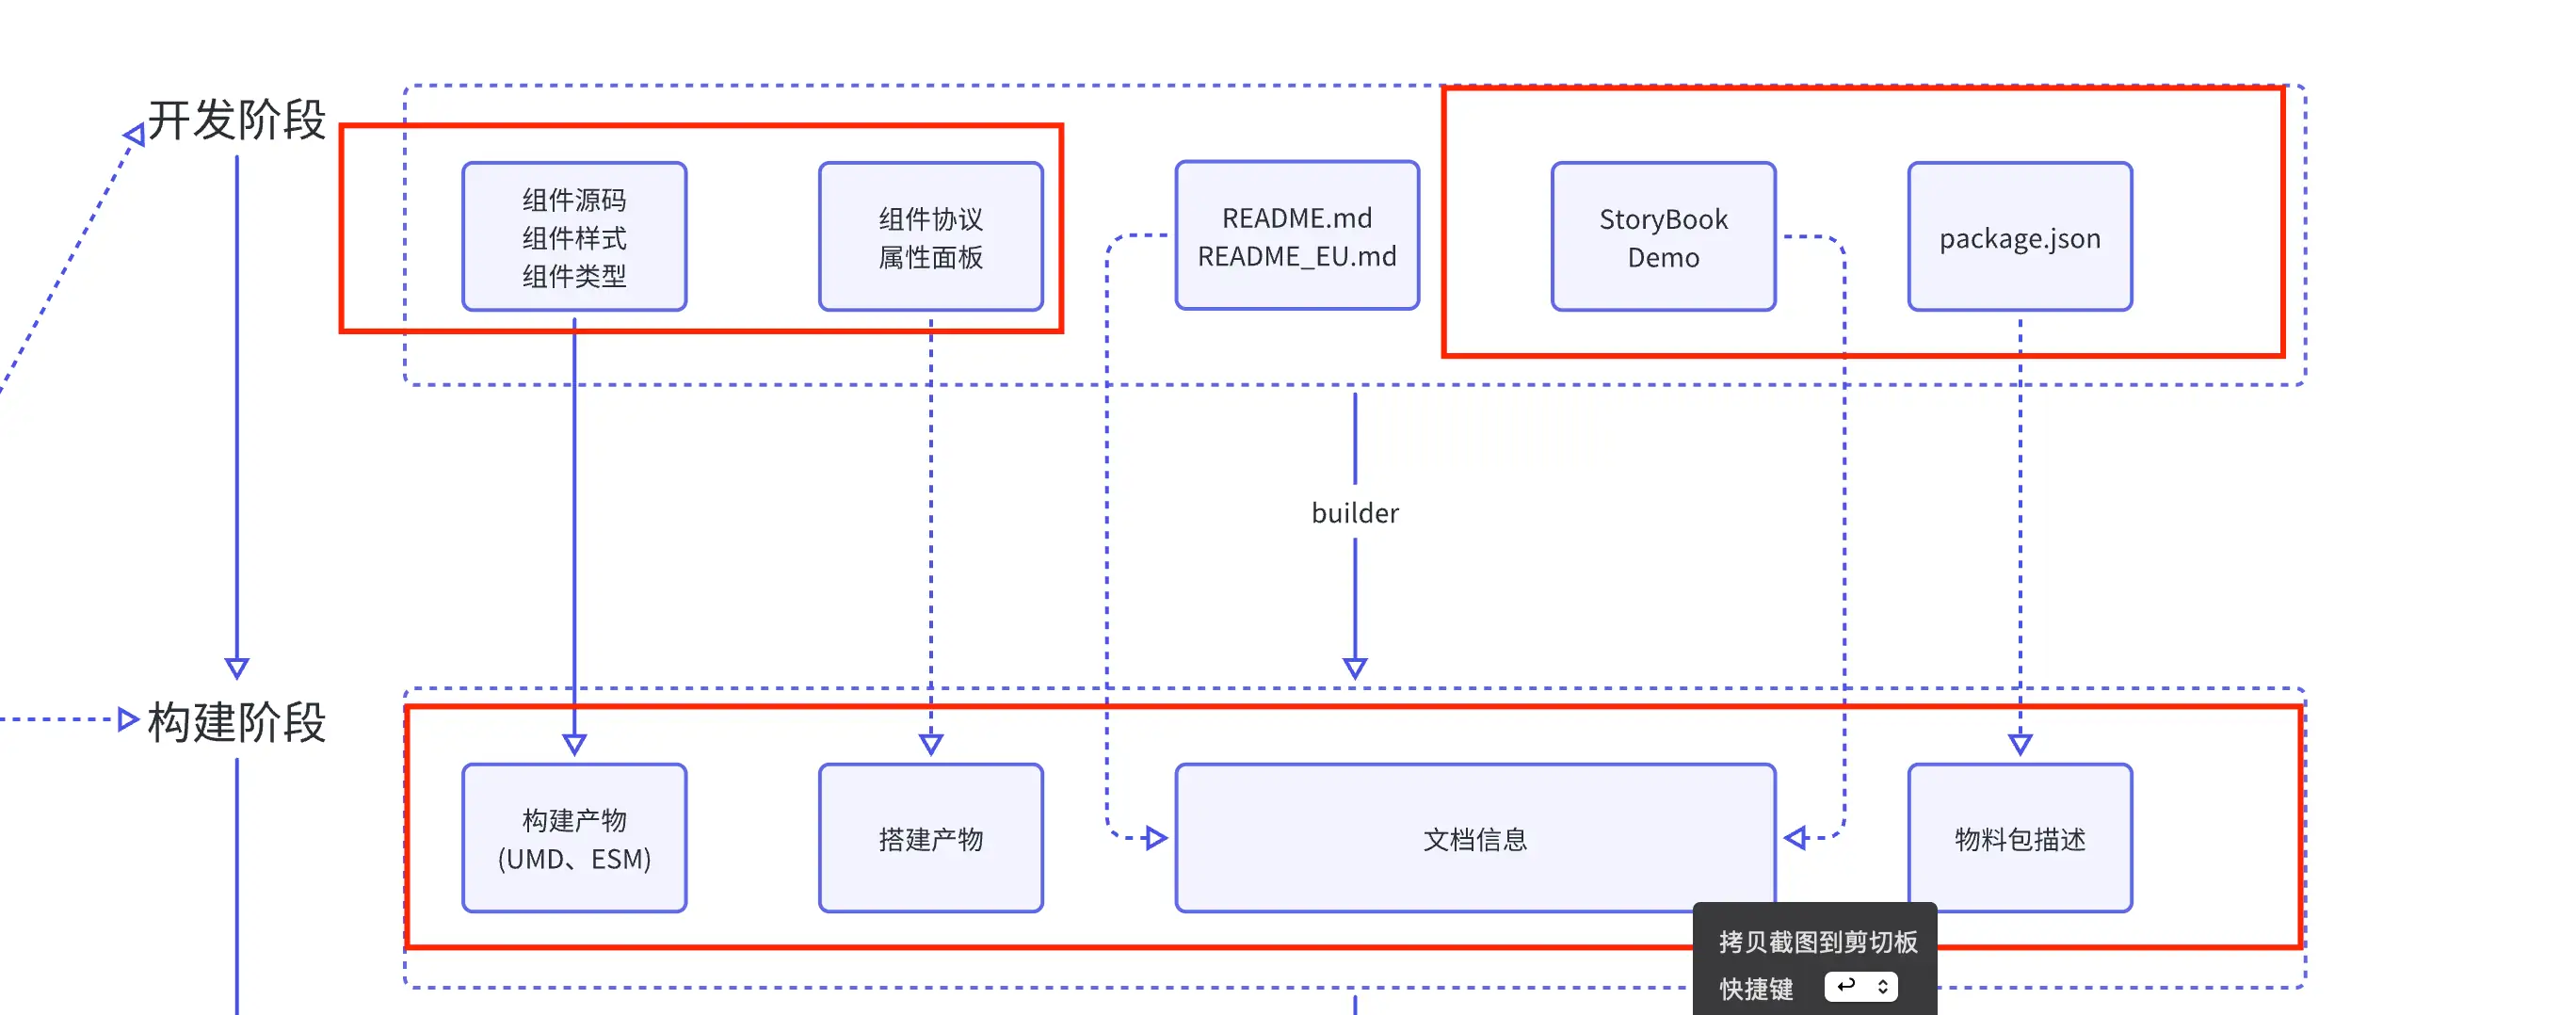 开发阶段
组件源码
组件样式
组件类型
组件协议
属性面板
README.md
README_EU.md
StoryBook
Demo
package.json
builder
构建阶段
构建产物
(UMD、ESM)
搭建产物
文档信息
物料包描述
拷贝截图到剪切板
快捷键